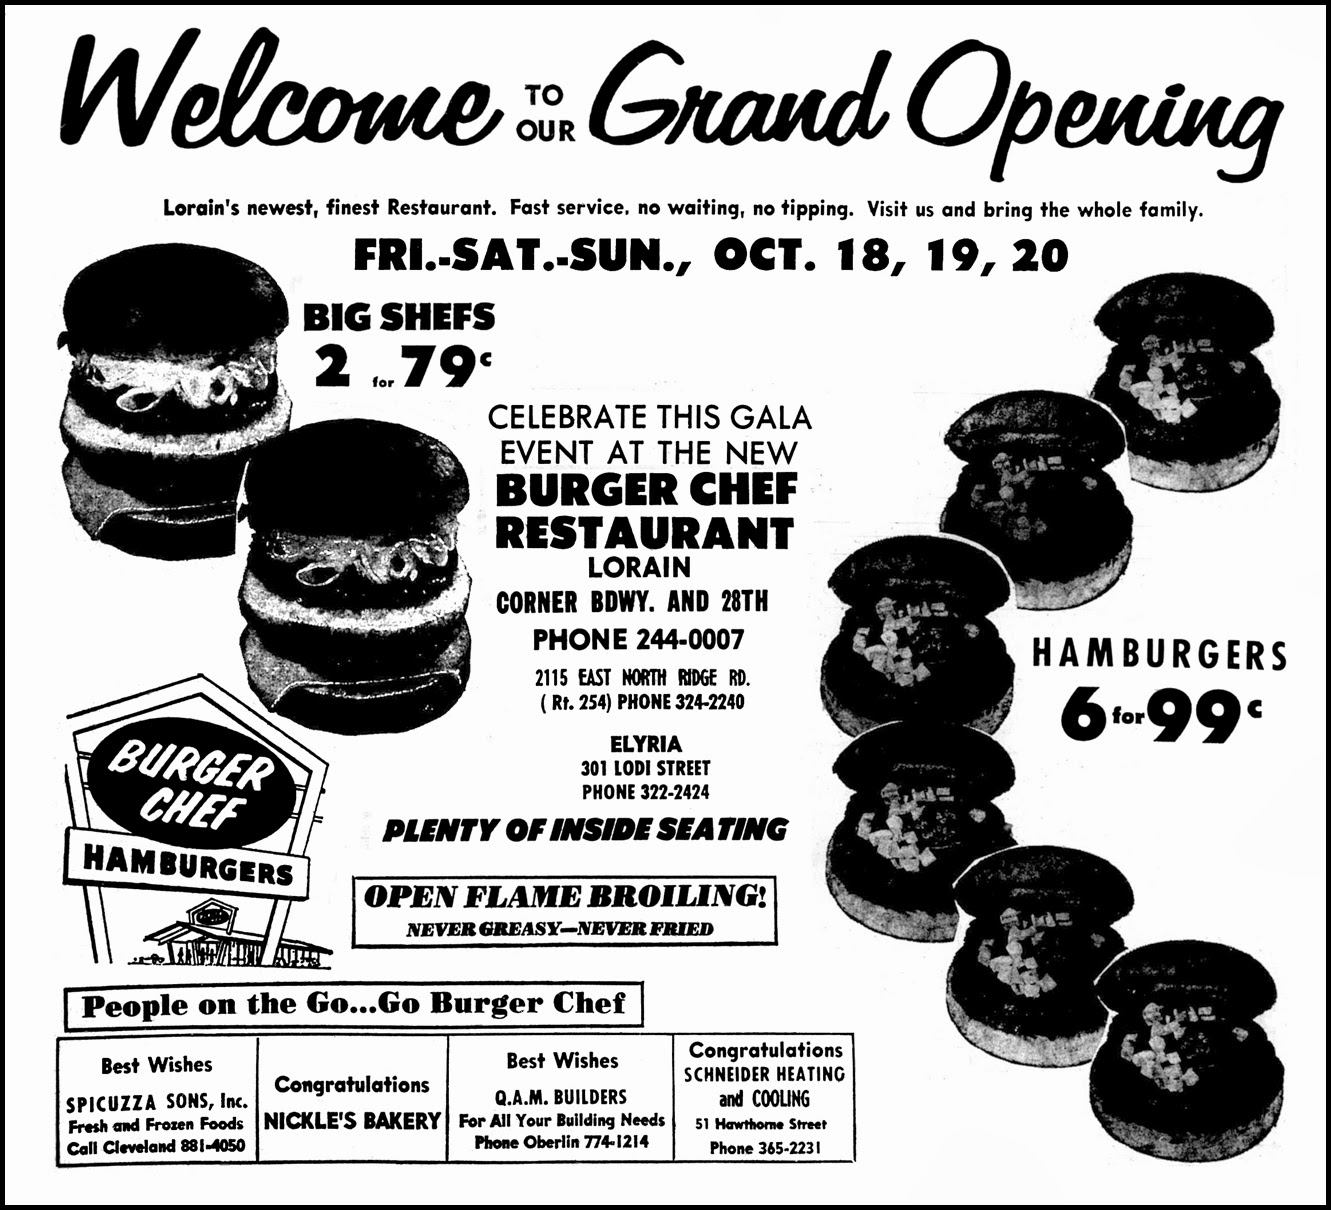 Welcome TO OUR Grand Opening
Lorain's newest, finest Restaurant. Fast service, no waiting, no tipping. Visit us and bring the whole family.
FRI.-SAT.-SUN., OCT. 18, 19, 20
BIG SHEFS
2 for 79¢
CELEBRATE THIS GALA
EVENT AT THE NEW
BURGER CHEF
RESTAURANT
LORAIN
CORNER BDWY. AND 28TH
PHONE 244-0007
2115 EAST NORTH RIDGE RD.
( Rt. 254) PHONE 324-2240
ELYRIA
301 LODI STREET
PHONE 322-2424
PLENTY OF INSIDE SEATING
HAMBURGERS
6 for 99¢
BURGER
CHEF
HAMBURGERS
OPEN FLAME BROILING!
NEVER GREASY—NEVER FRIED
People on the Go...Go Burger Chef
Best Wishes
SPICUZZA SONS, Inc.
Fresh and Frozen Foods
Call Cleveland 881-4050
Congratulations
NICKLE'S BAKERY
Best Wishes
Q.A.M. BUILDERS
For All Your Building Needs
Phone Oberlin 774-1214
Congratulations
SCHNEIDER HEATING
and COOLING
51 Hawthorne Street
Phone 365-2231